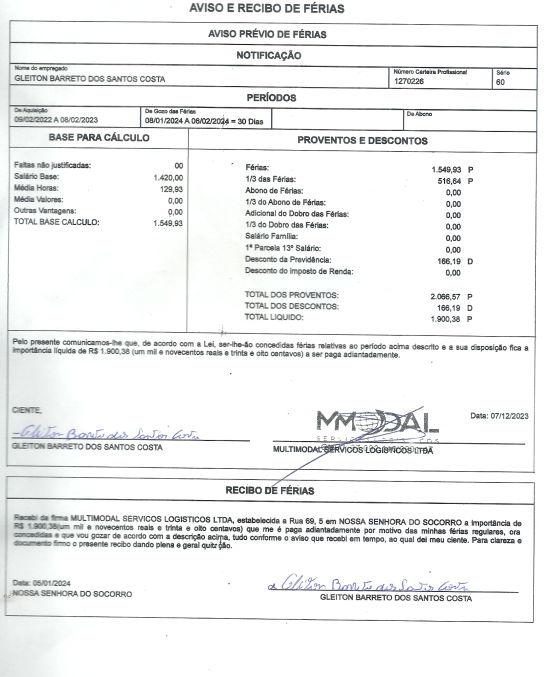 AVISO E RECIBO DE FÉRIAS
AVISO PRÉVIO DE FÉRIAS
NOTIFICAÇÃO
Nome do empregado
GLEITON BARRETO DOS SANTOS COSTA
Número Carteira Profissional
1270226
Série
60
PERÍODOS
De Aquisição
09/02/2022 A 08/02/2023
De Gozo das Férias
08/01/2024 A 06/02/2024 = 30 Dias
De Abono
BASE PARA CÁLCULO
Faltas não justificadas: 00
Salário Base: 1.420,00
Média Horas: 129,93
Média Valores: 0,00
Outras Vantagens: 0,00
TOTAL BASE CALCULO: 1.549,93
PROVENTOS E DESCONTOS
Férias: 1.549,93 P
1/3 das Férias: 516,64 P
Abono de Férias: 0,00
1/3 do Abono de Férias: 0,00
Adicional do Dobro das Férias: 0,00
1/3 do Dobro das Férias: 0,00
Salário Família: 0,00
1ª Parcela 13º Salário: 0,00
Desconto da Previdência: 166,19 D
Desconto do Imposto de Renda: 0,00
TOTAL DOS PROVENTOS: 2.066,57 P
TOTAL DOS DESCONTOS: 166,19 D
TOTAL LIQUIDO: 1.900,38 P
Pelo presente comunicamos-lhe que, de acordo com a Lei, ser-lhe-ão concedidas férias relativas ao período acima descrito e a sua disposição fica a
importância líquida de R$ 1.900,38 (um mil e novecentos reais e trinta e oito centavos) a ser paga adiantadamente.
CIENTE,
Gleiton Barreto dos Santos Costa
GLEITON BARRETO DOS SANTOS COSTA
MMODAL
MULTIMODAL SERVICOS LOGISTICOS LTDA
Data: 07/12/2023
RECIBO DE FÉRIAS
Recebi da firma MULTIMODAL SERVICOS LOGISTICOS LTDA, estabelecida a Rua 69, 5 em NOSSA SENHORA DO SOCORRO a importância de
R$ 1.900,38(um mil e novecentos reais e trinta e oito centavos) que me é paga adiantadamente por motivo das minhas férias regulares, ora
concedidas e que vou gozar de acordo com a descrição acima, tudo conforme o aviso que recebi em tempo, ao qual dei meu ciente. Para clareza e
documento firmo o presente recibo dando plena e geral quitação.
Data: 05/01/2024
NOSSA SENHORA DO SOCORRO
Gleiton Barreto dos Santos Costa
GLEITON BARRETO DOS SANTOS COSTA